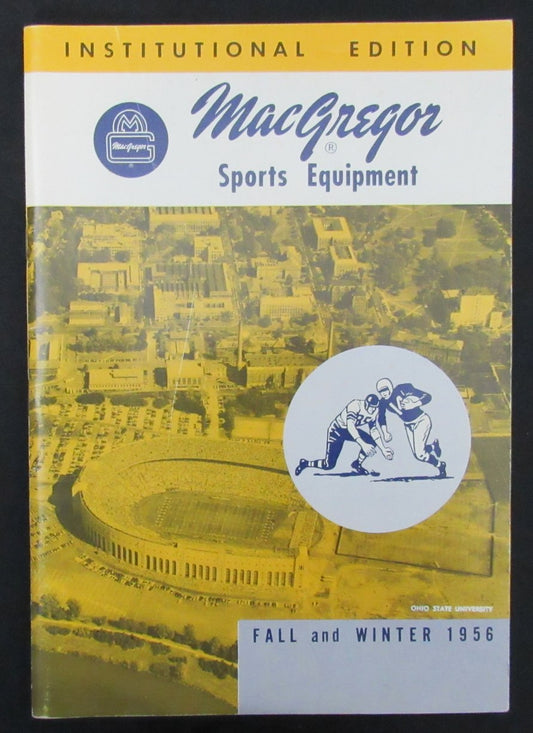 INSTITUTIONAL EDITION
MacGregor
MacGregor
®
®
Sports Equipment
OHIO STATE UNIVERSITY
FALL and WINTER 1956